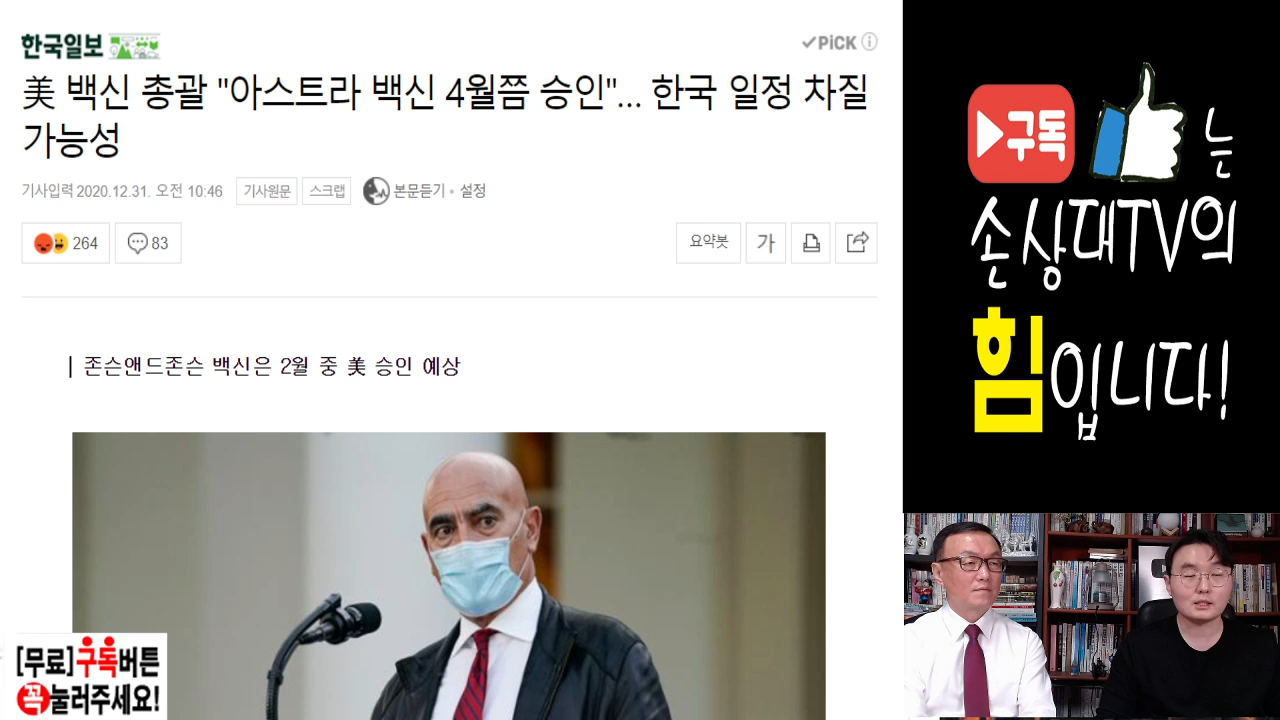 한국일보
PiCK
美 백신 총괄 "아스트라 백신 4월쯤 승인"... 한국 일정 차질
가능성
기사입력 2020.12.31. 오전 10:46 기사원문 스크랩 본문듣기 · 설정
264 83
요약봇 가
존슨앤드존슨 백신은 2월 중 美 승인 예상
[무료]구독버튼
꼭눌러주세요!
구독 는
손상대TV의
힘입니다!